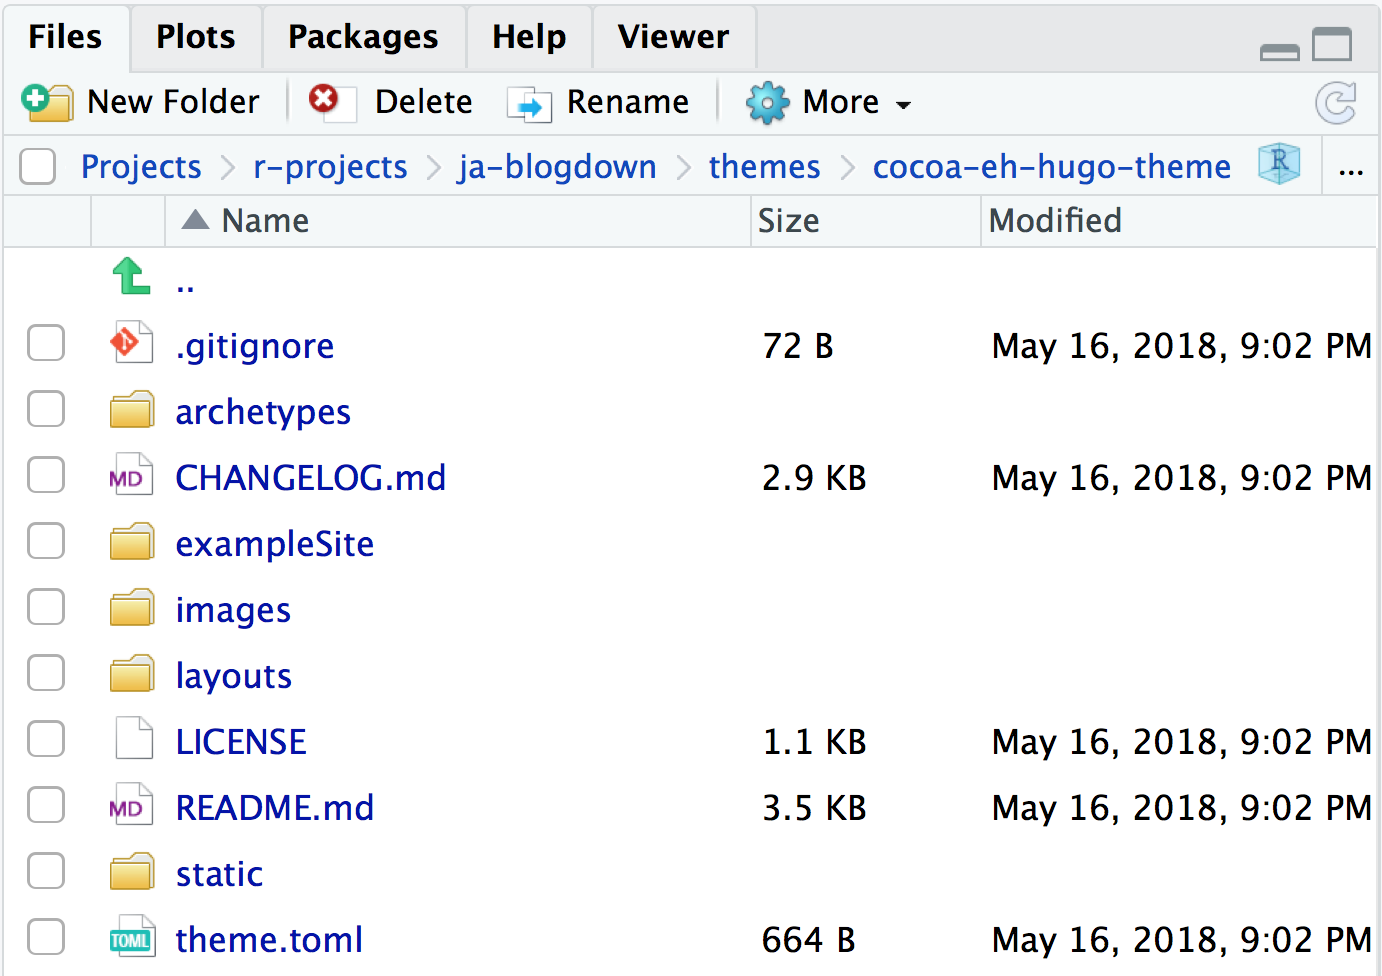 Files Plots Packages Help Viewer
New Folder Delete Rename More
Projects r-projects ja-blogdown themes cocoa-eh-hugo-theme R ...
Name Size Modified
..
.gitignore 72 B May 16, 2018, 9:02 PM
archetypes
MD CHANGELOG.md 2.9 KB May 16, 2018, 9:02 PM
exampleSite
images
layouts
LICENSE 1.1 KB May 16, 2018, 9:02 PM
MD README.md 3.5 KB May 16, 2018, 9:02 PM
static
TOML theme.toml 664 B May 16, 2018, 9:02 PM